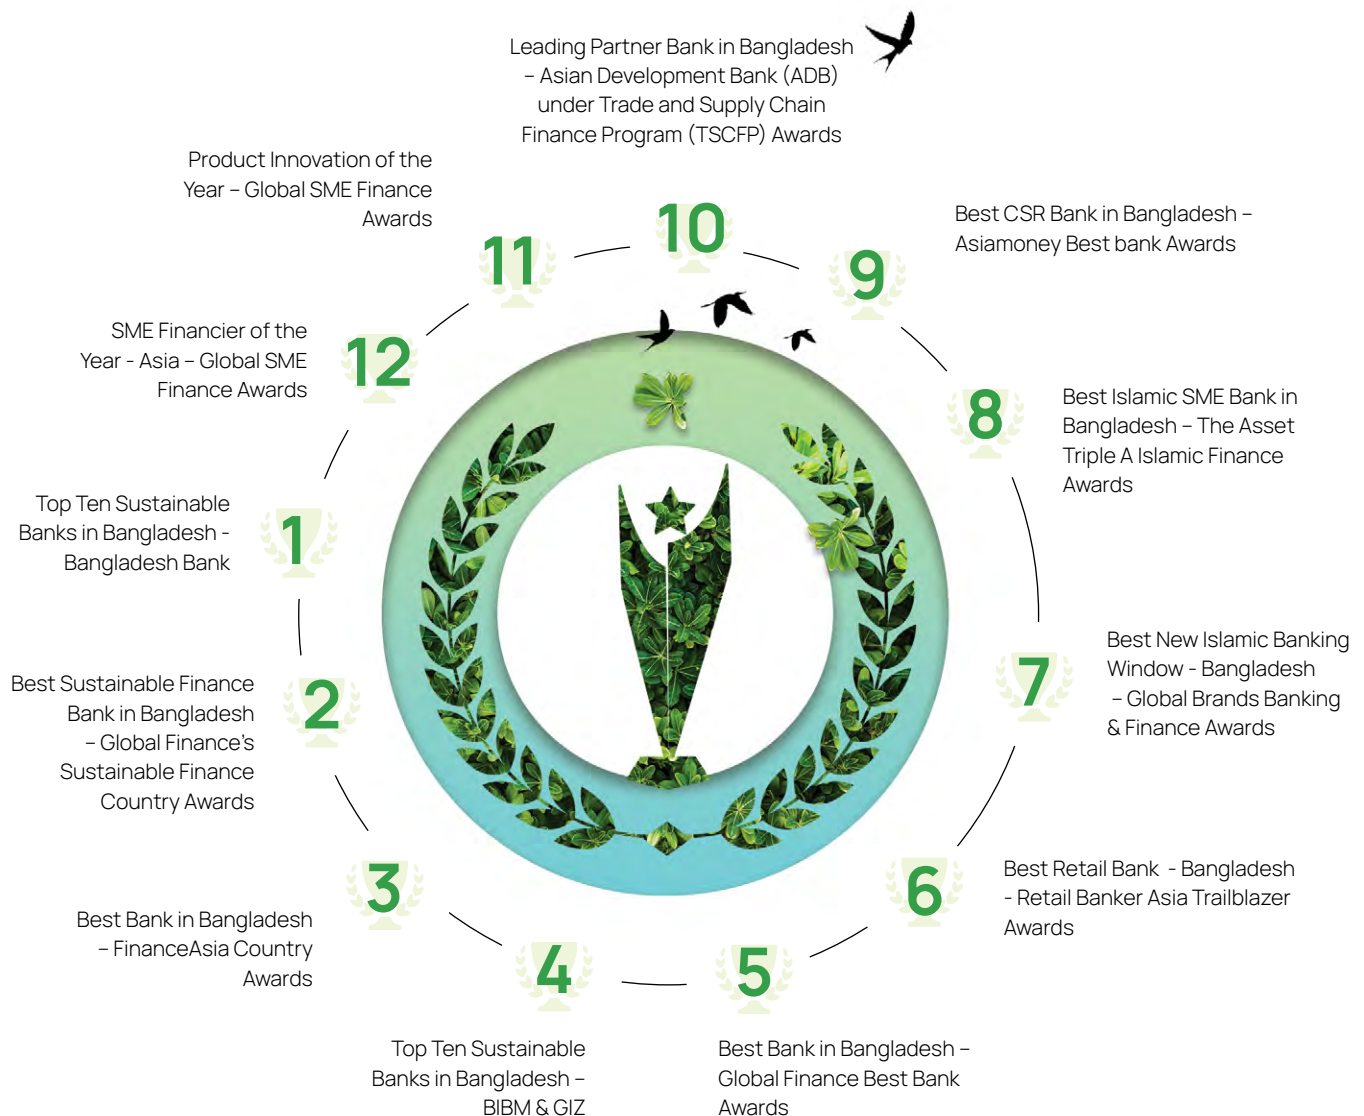 Leading Partner Bank in Bangladesh
– Asian Development Bank (ADB)
under Trade and Supply Chain
Finance Program (TSCFP) Awards
10
Product Innovation of the
Year – Global SME Finance
Awards
11
Best CSR Bank in Bangladesh –
Asiamoney Best bank Awards
9
SME Financier of the
Year - Asia – Global SME
Finance Awards
12
Best Islamic SME Bank in
Bangladesh – The Asset
Triple A Islamic Finance
Awards
8
Top Ten Sustainable
Banks in Bangladesh -
Bangladesh Bank
1
Best New Islamic Banking
Window - Bangladesh
– Global Brands Banking
& Finance Awards
7
Best Sustainable Finance
Bank in Bangladesh
– Global Finance’s
Sustainable Finance
Country Awards
2
Best Retail Bank - Bangladesh
- Retail Banker Asia Trailblazer
Awards
6
Best Bank in Bangladesh
– FinanceAsia Country
Awards
3
4
Top Ten Sustainable
Banks in Bangladesh –
BIBM & GIZ
5
Best Bank in Bangladesh –
Global Finance Best Bank
Awards